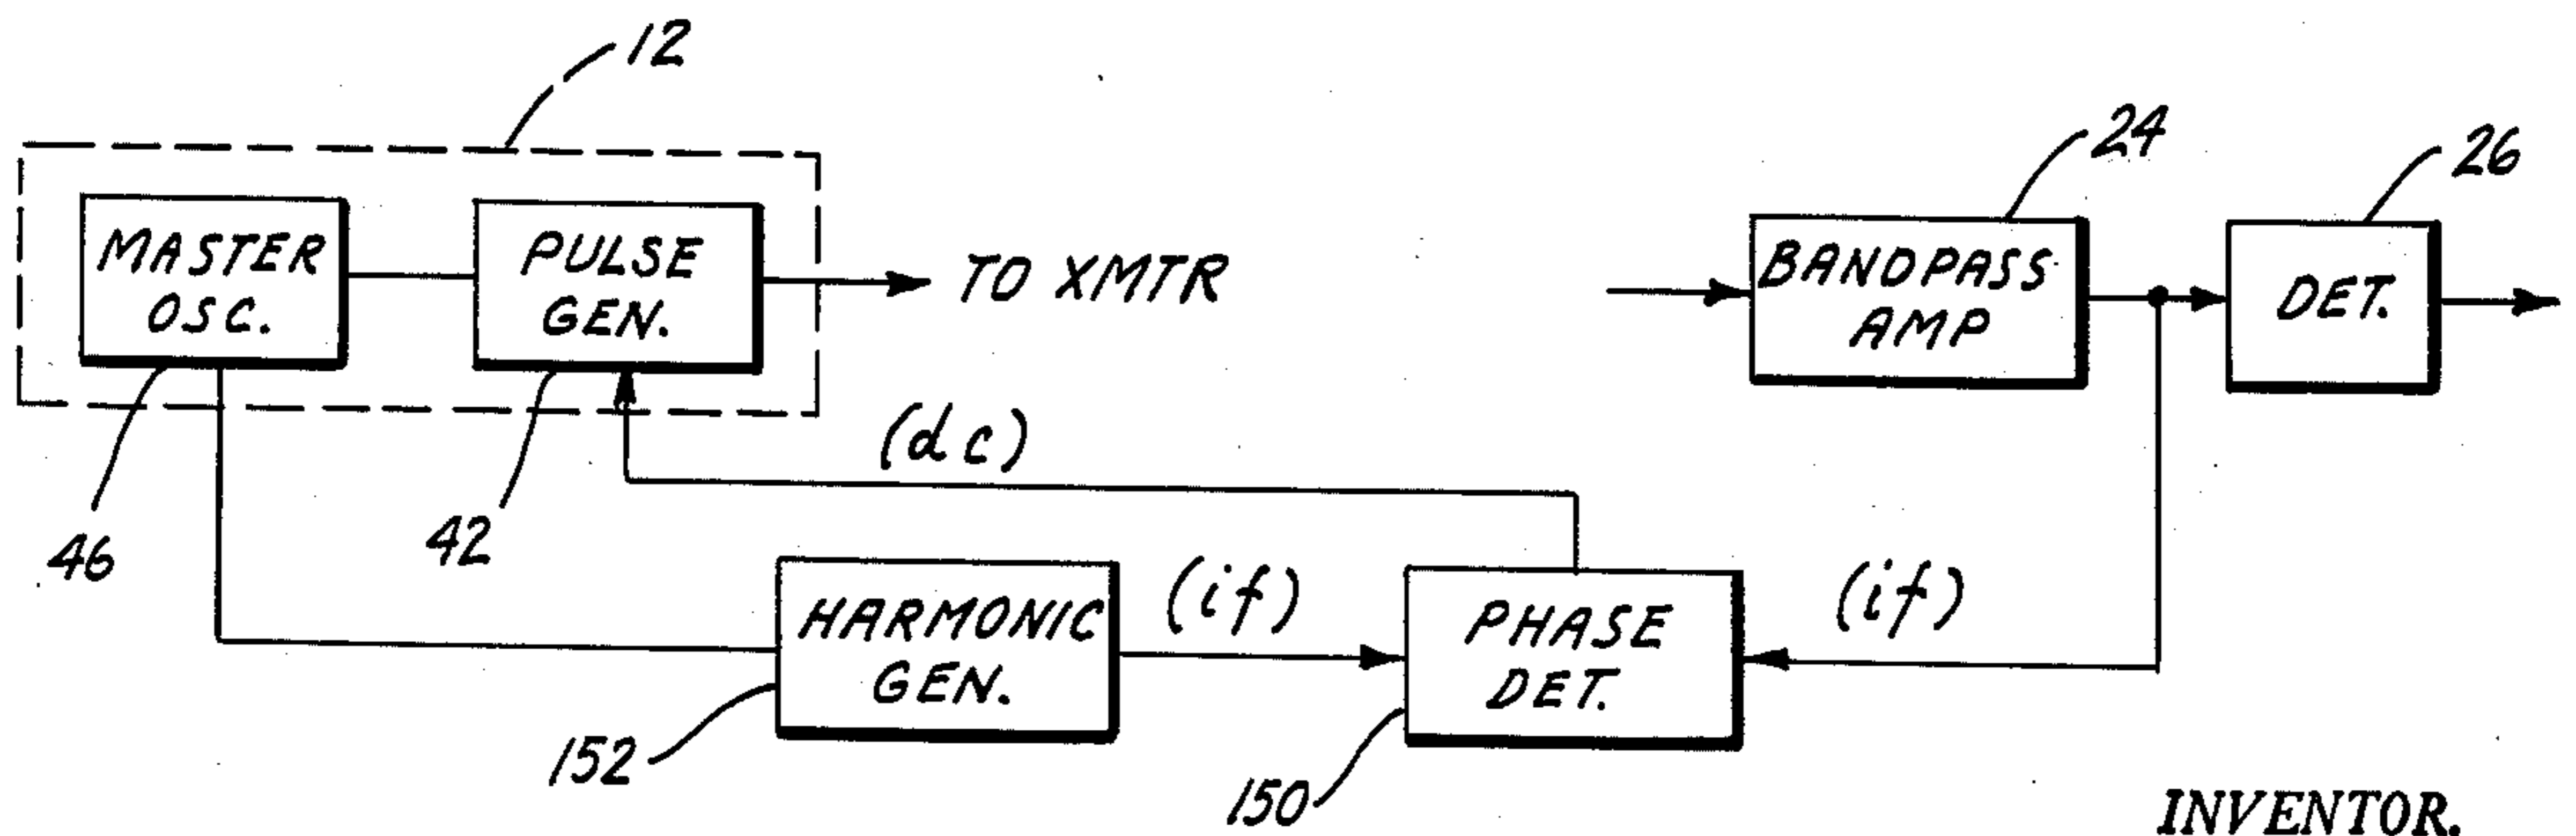 12
24
26
MASTER
OSC.
PULSE
GEN.
TO XMTR
BANDPASS
AMP
DET.
(dc)
46
42
HARMONIC
GEN.
(if)
PHASE
DET.
(if)
152
150
INVENTOR.